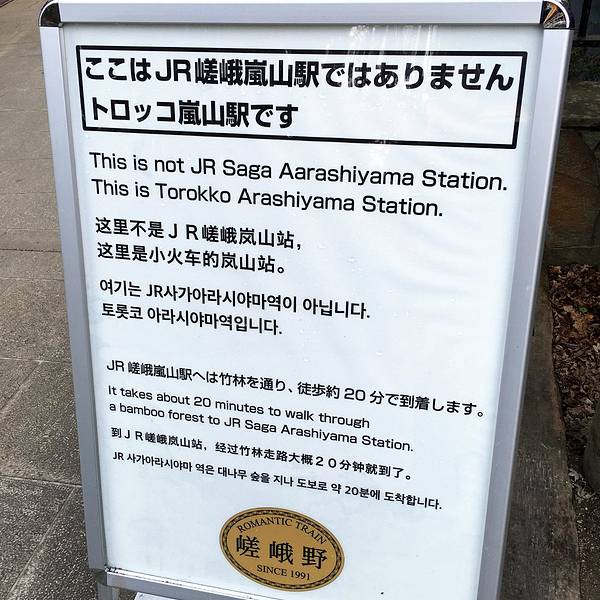 ここはJR嵯峨嵐山駅ではありません
トロッコ嵐山駅です
This is not JR Saga Aarashiyama Station.
This is Torokko Arashiyama Station.
这里不是ＪＲ嵯峨岚山站，
这里是小火车的岚山站。
여기는 JR사가아라시야마역이 아닙니다.
토롯코 아라시야마역입니다.
JR嵯峨嵐山駅へは竹林を通り、徒歩約20分で到着します。
It takes about 20 minutes to walk through
a bamboo forest to JR Saga Arashiyama Station.
到ＪＲ嵯峨岚山站，经过竹林走路大概２０分钟就到了。
JR 사가아라시야마 역은 대나무 숲을 지나 도보로 약 20분에 도착합니다.
ROMANTIC TRAIN
嵯峨野
SINCE 1991